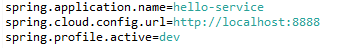 spring.application.name=hello-service
spring.cloud.config.url=http://localhost:8888
spring.profile.active=dev